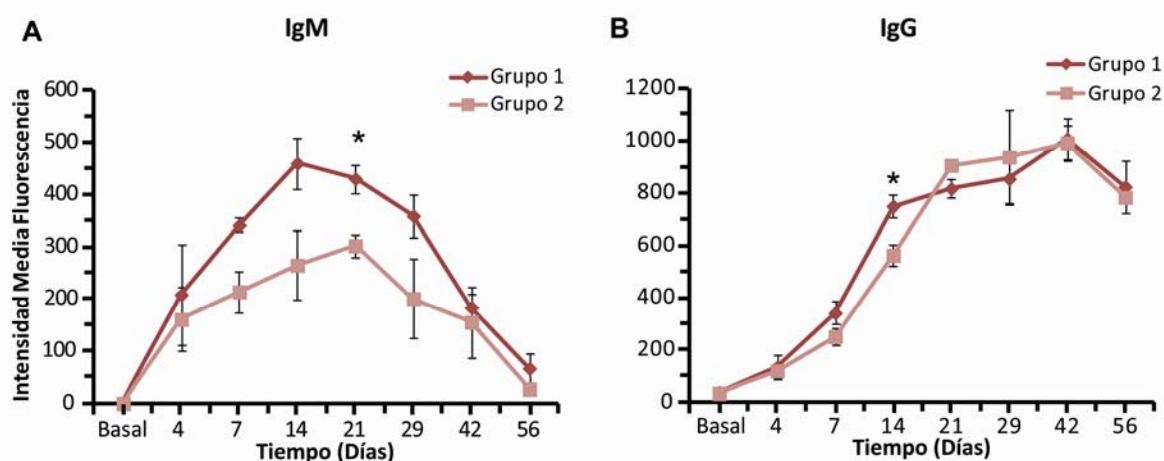 A
IgM
Grupo 1
Grupo 2
Intensidad Media Fluorescencia
600
500
400
300
200
100
0
*
Basal 4 7 14 21 29 42 56
Tiempo (Días)
B
IgG
Grupo 1
Grupo 2
1200
1000
800
600
400
200
0
*
Basal 4 7 14 21 29 42 56
Tiempo (Días)